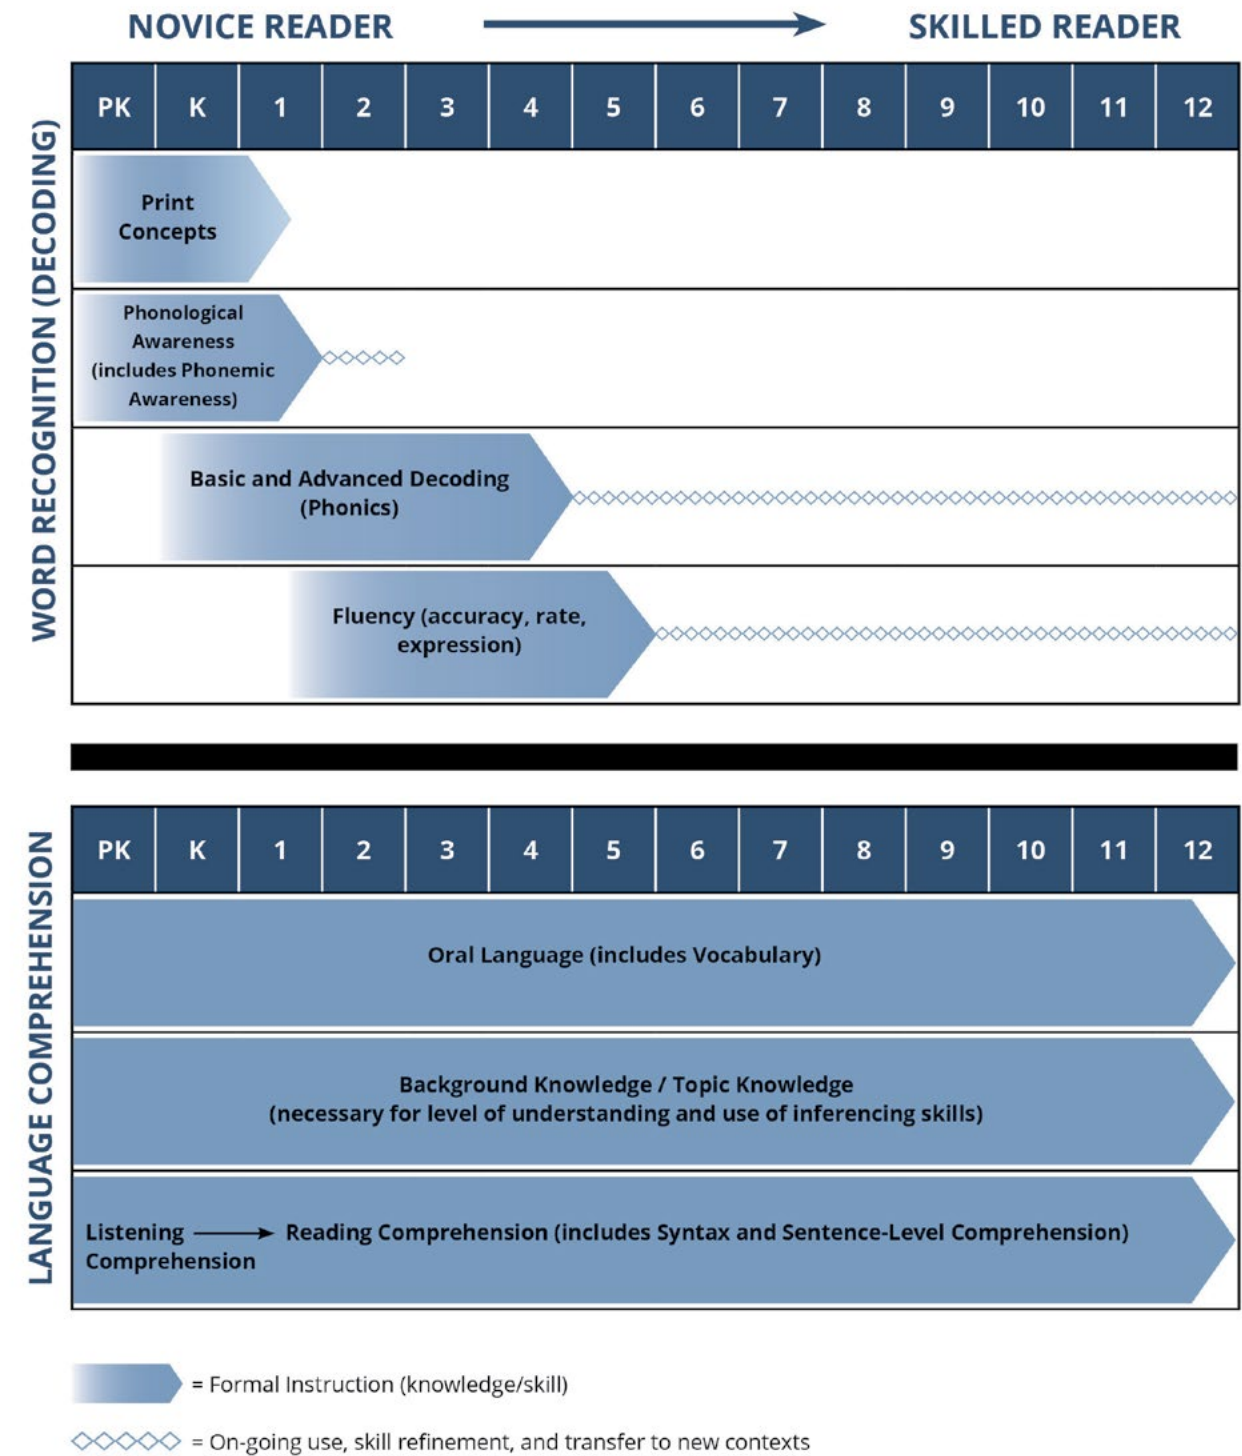 NOVICE READER SKILLED READER
WORD RECOGNITION (DECODING)
PK K 1 2 3 4 5 6 7 8 9 10 11 12
Print
Concepts
Phonological
Awareness
(includes Phonemic
Awareness)
Basic and Advanced Decoding
(Phonics)
Fluency (accuracy, rate,
expression)
LANGUAGE COMPREHENSION
PK K 1 2 3 4 5 6 7 8 9 10 11 12
Oral Language (includes Vocabulary)
Background Knowledge / Topic Knowledge
(necessary for level of understanding and use of inferencing skills)
Listening Reading Comprehension (includes Syntax and Sentence-Level Comprehension)
Comprehension
= Formal Instruction (knowledge/skill)
= On-going use, skill refinement, and transfer to new contexts